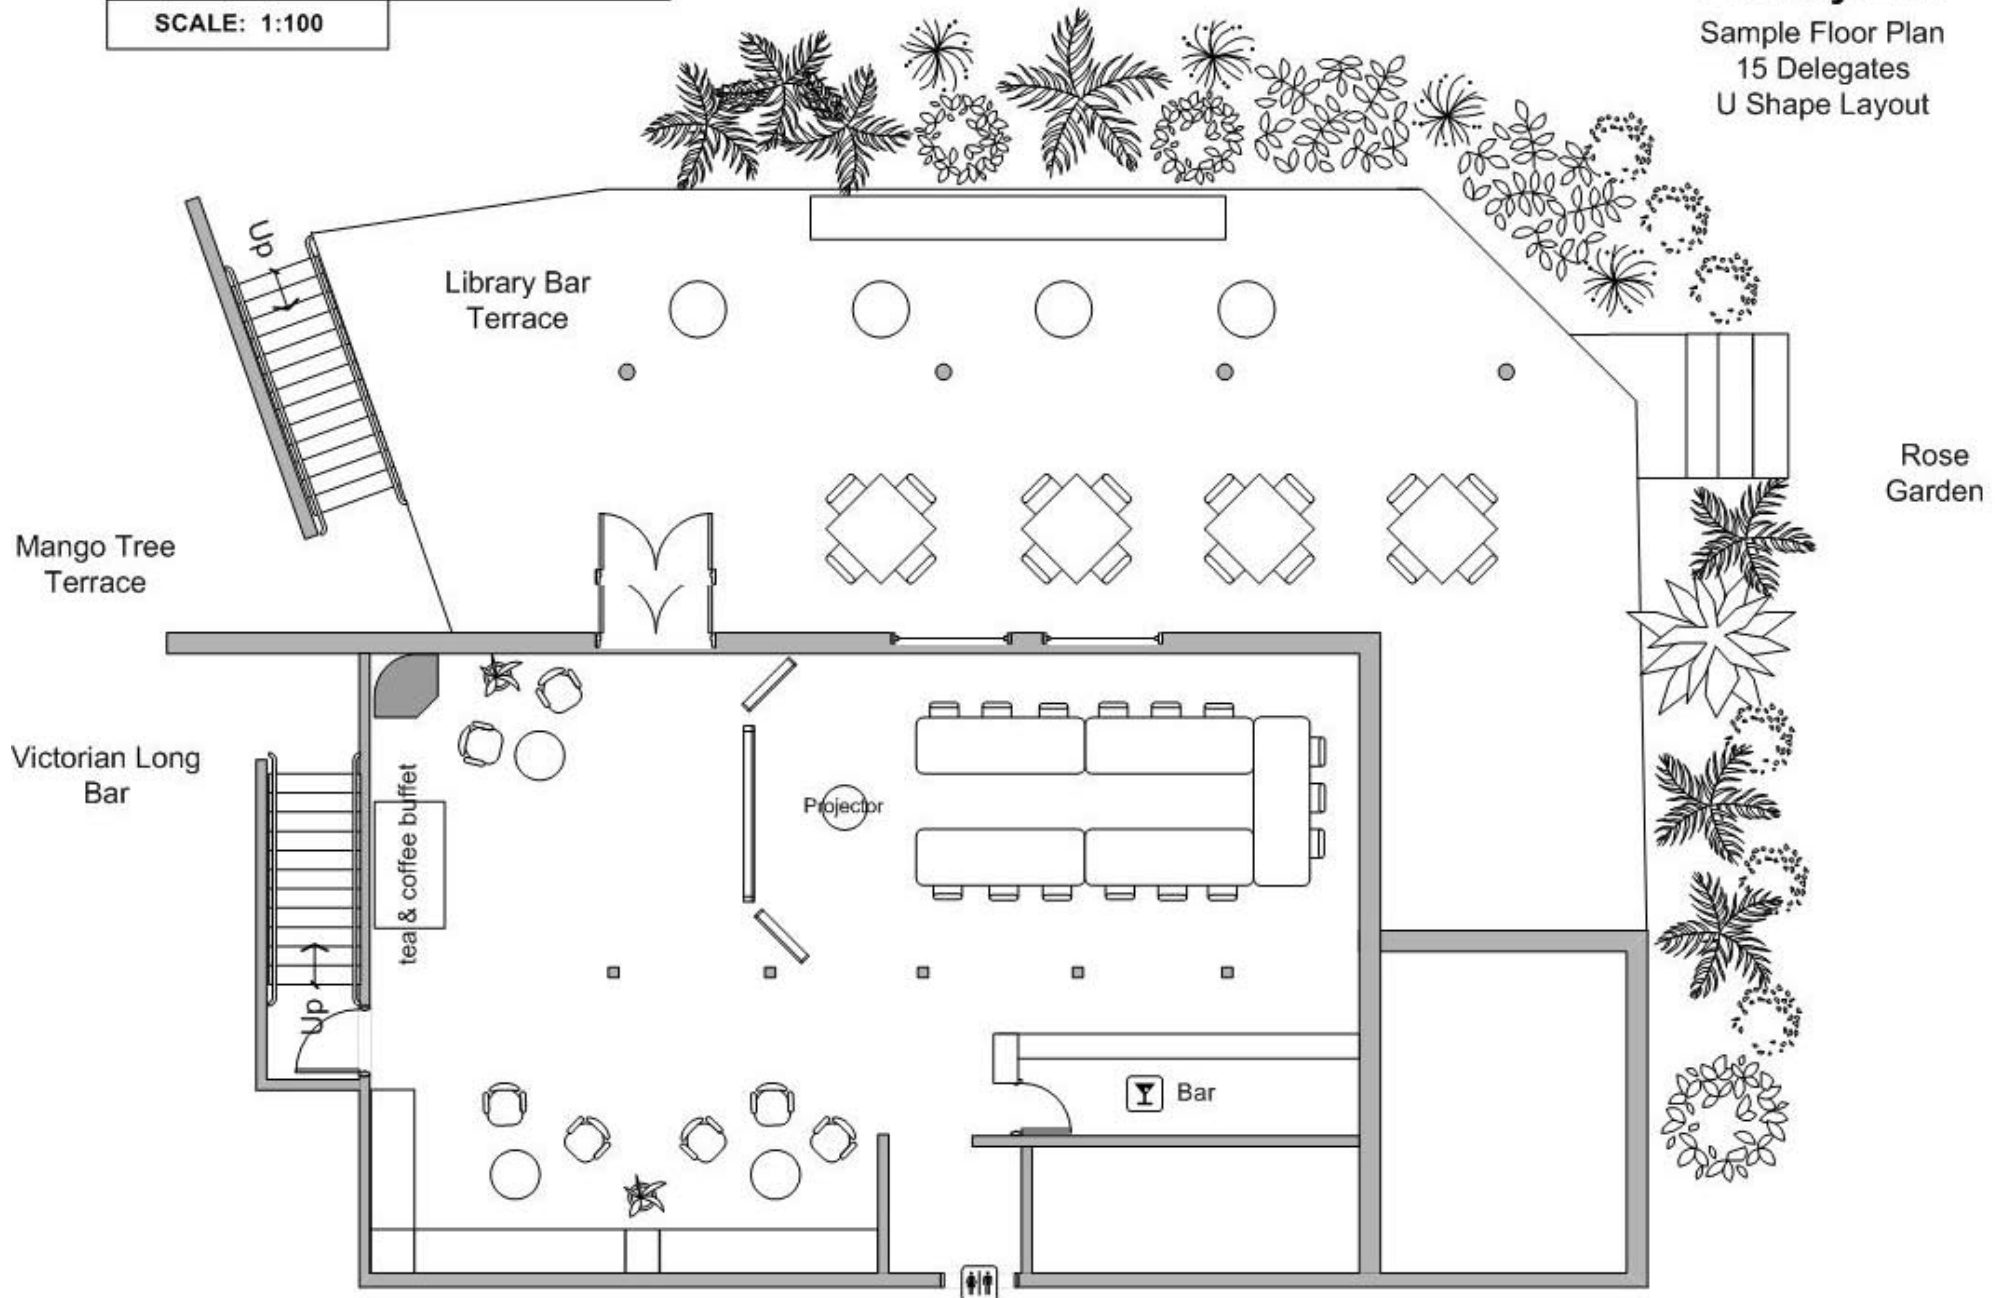 SCALE: 1:100
Sample Floor Plan
15 Delegates
U Shape Layout
Up
Library Bar
Terrace
Rose
Garden
Mango Tree
Terrace
Victorian Long
Bar
tea & coffee buffet
Projector
Up
Bar